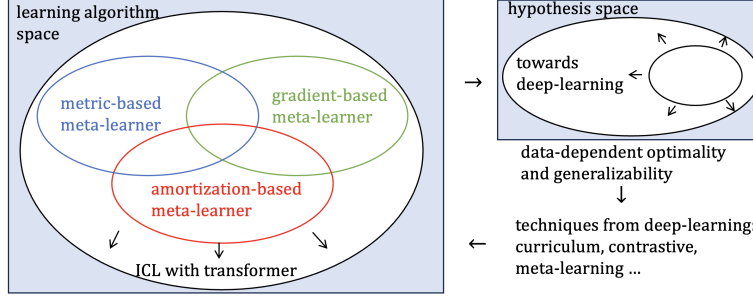 learning algorithm
space
metric-based
meta-learner
gradient-based
meta-learner
amortization-based
meta-learner
ICL with transformer
hypothesis space
towards
deep-learning
data-dependent optimality
and generalizability
techniques from deep-learning:
curriculum, contrastive,
meta-learning ...